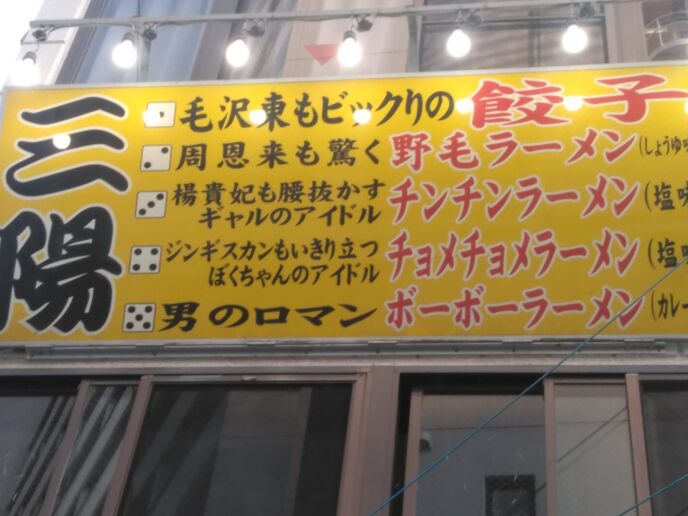 三陽
毛沢東もビックリの餃子
周恩来も驚く野毛ラーメン(しょうゆ味
楊貴妃も腰抜かす
ギャルのアイドル
チンチンラーメン(塩味
ジンギスカンもいきり立つ
ぼくちゃんのアイドル
チョメチョメラーメン(塩味
男のロマンボーボーラーメン(カレー